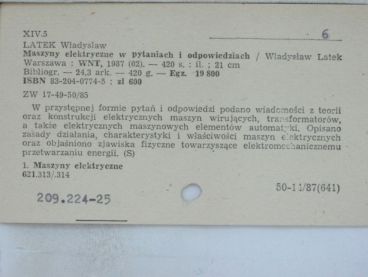 XIV.5
6
LATEK Władysław
Maszyny elektryczne w pytaniach i odpowiedziach / Władysław Latek
Warszawa : WNT, 1987 (02). — 420 s. : il. ; 21 cm
Bibliogr. — 24,3 ark. — 420 g. — Egz. 19 800
ISBN 83-204-0774-5 : zł 600
ZW 17-49-50/85
W przystępnej formie pytań i odpowiedzi podano wiadomości z teorii
oraz konstrukcji elektrycznych maszyn wirujących, transformatorów,
a także elektrycznych maszynowych elementów automatyki. Opisano
zasady działania, charakterystyki i właściwości maszyn elektrycznych
oraz objaśniono zjawiska fizyczne towarzyszące elektromechanicznemu
przetwarzaniu energii. (S)
1. Maszyny elektryczne
621.313/.314
50-11/87(641)
209.224-25